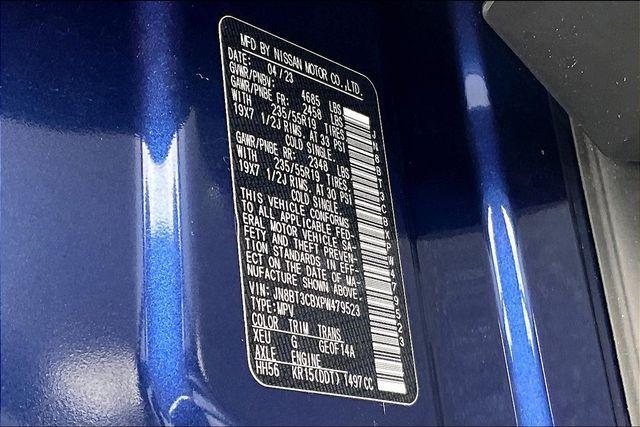 MFD BY NISSAN MOTOR CO.,LTD.
DATE: 04/23
GVWR/PNBV: 4685 LBS
GAWR/PNBE FR: 2458 LBS
WITH 235/55R19 TIRES
19X7 1/2J RIMS, AT 33 PSI
COLD SINGLE.
GAWR/PNBE RR: 2348 LBS
WITH 235/55R19 TIRES,
19X7 1/2J RIMS, AT 30 PSI
COLD SINGLE.
THIS VEHICLE CONFORMS
TO ALL APPLICABLE FED-
ERAL MOTOR VEHICLE SA-
FETY AND THEFT PREVEN-
TION STANDARDS IN EFF-
ECT ON THE DATE OF MA-
NUFACTURE SHOWN ABOVE.
VIN: JN8BT3CBXPW479523
TYPE:MPV
COLOR TRIM TRANS
XEU G GE0F14A
AXLE ENGINE
HH56 KR15(DDT) 1497 CC
JN8BT3CBXPW479523